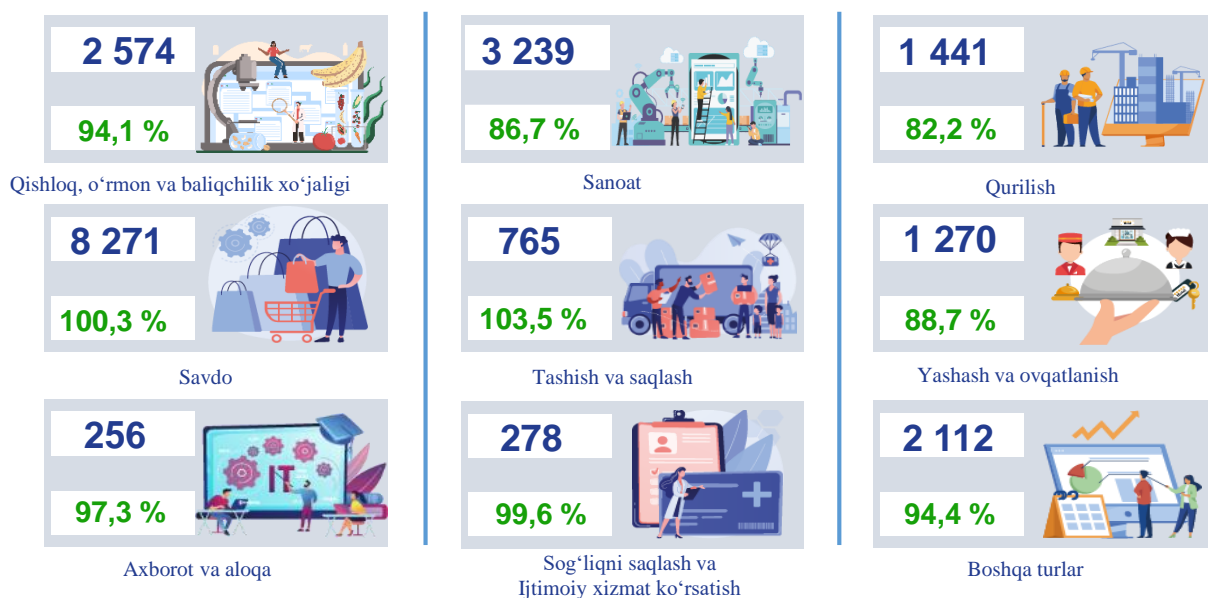 2 574
94,1 %
Qishloq, o‘rmon va baliqchilik xo‘jaligi
3 239
86,7 %
Sanoat
1 441
82,2 %
Qurilish
8 271
100,3 %
Savdo
765
103,5 %
Tashish va saqlash
1 270
88,7 %
Yashash va ovqatlanish
256
97,3 %
IT
Axborot va aloqa
278
99,6 %
Sog‘liqni saqlash va
Ijtimoiy xizmat ko‘rsatish
2 112
94,4 %
Boshqa turlar